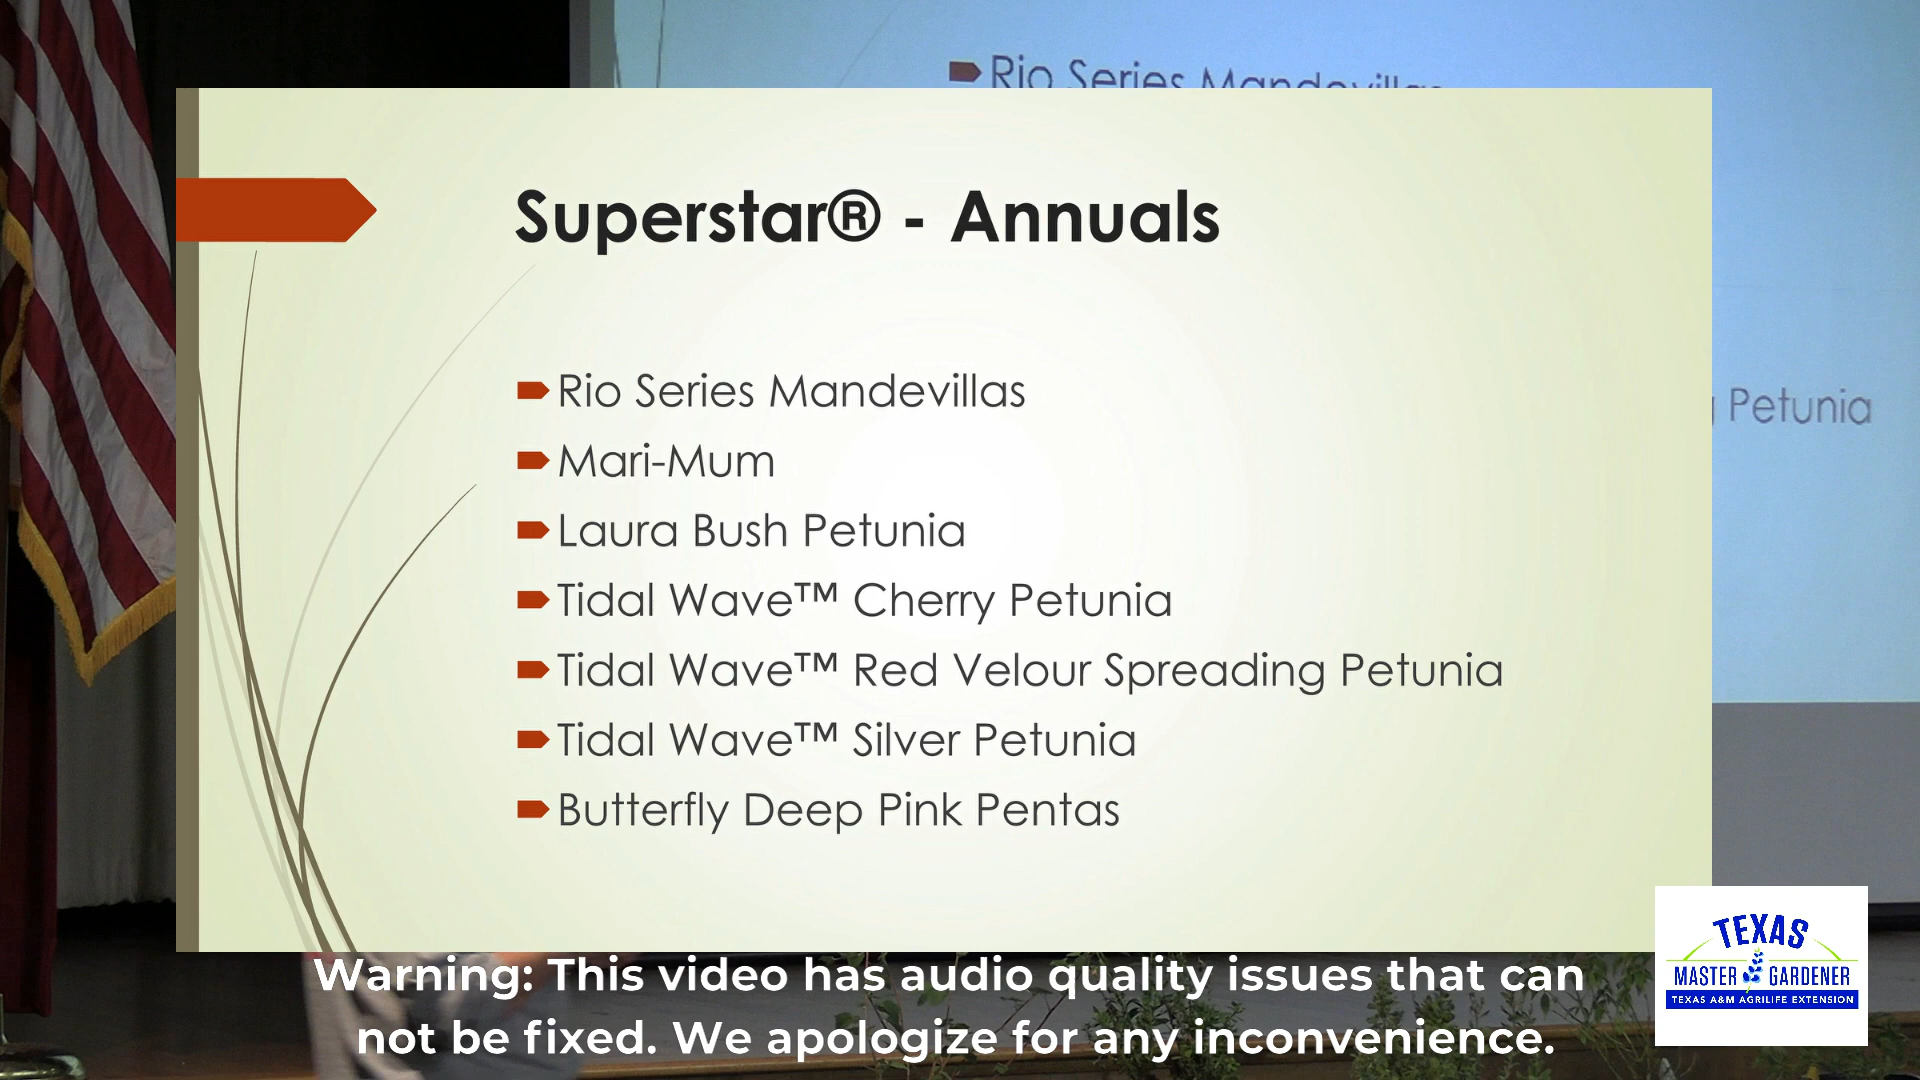 Rio Series Mandevillas
Superstar® - Annuals
Rio Series Mandevillas
Mari-Mum
Petunia
Laura Bush Petunia
Tidal Wave™ Cherry Petunia
Tidal Wave™ Red Velour Spreading Petunia
Tidal Wave™ Silver Petunia
Butterfly Deep Pink Pentas
TEXAS
MASTER GARDENER
TEXAS A&M AGRILIFE EXTENSION
Warning: This video has audio quality issues that can
not be fixed. We apologize for any inconvenience.